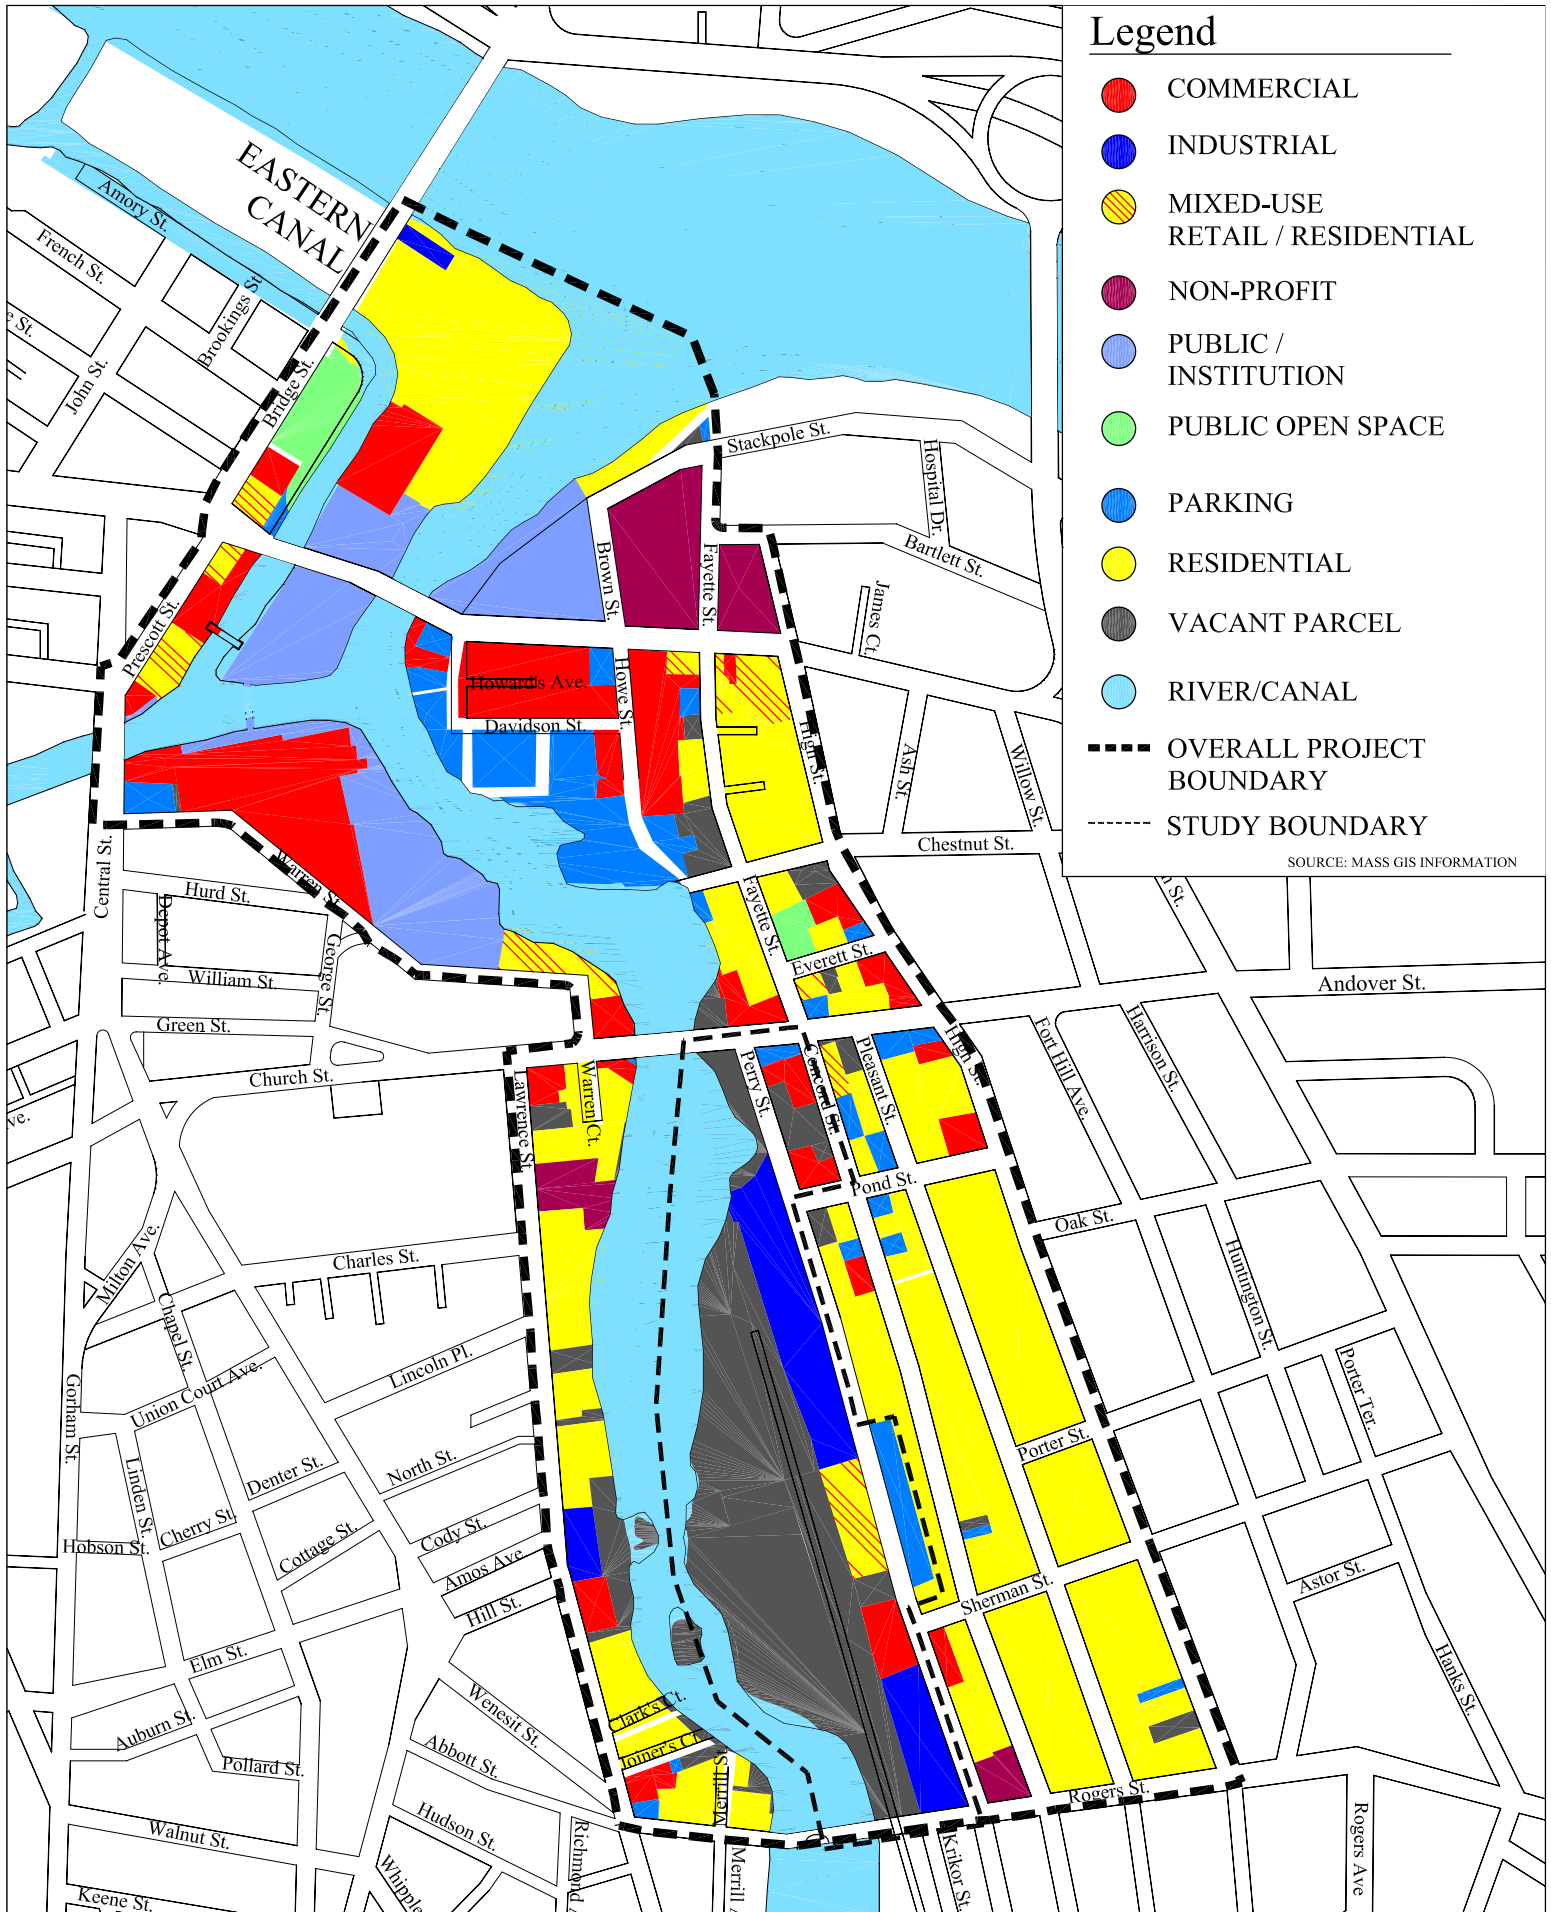 Legend
COMMERCIAL
INDUSTRIAL
MIXED-USE
RETAIL / RESIDENTIAL
NON-PROFIT
PUBLIC /
INSTITUTION
PUBLIC OPEN SPACE
PARKING
RESIDENTIAL
VACANT PARCEL
RIVER/CANAL
OVERALL PROJECT
BOUNDARY
STUDY BOUNDARY
SOURCE: MASS GIS INFORMATION
EASTERN
CANAL
Amory St.
French St.
e St.
John St.
Brookings St.
Bridge St.
Prescott St.
Stackpole St.
Hospital Dr.
Bartlett St.
James Ct.
Brown St.
Fayette St.
Howe St.
Howard's Ave.
Davidson St.
High St.
Ash St.
Willow St.
Chestnut St.
Central St.
Warren St.
Hurd St.
Depot Ave.
George St.
William St.
Green St.
Church St.
Fayette St.
Everett St.
Andover St.
St.
Fort Hill Ave.
Harrison St.
High St.
Pleasant St.
Concord St.
Perry St.
Warren Ct.
Lawrence St.
ve.
Pond St.
Oak St.
Huntington St.
Milton Ave.
Charles St.
Chapel St.
Lincoln Pl.
Union Court Ave.
Gorham St.
Porter Ter.
Porter St.
Linden St.
Denter St.
North St.
Cherry St.
Cottage St.
Cody St.
Hobson St.
Amos Ave.
Hill St.
Sherman St.
Astor St.
Elm St.
Hanks St.
Wenesit St.
Clark's Ct.
Joiner's Ct.
Auburn St.
Pollard St.
Abbott St.
Merrill St.
Rogers St.
Hudson St.
Walnut St.
Richmond
Whipple
Merrill
Krikor St.
Rogers Ave
Keene St.